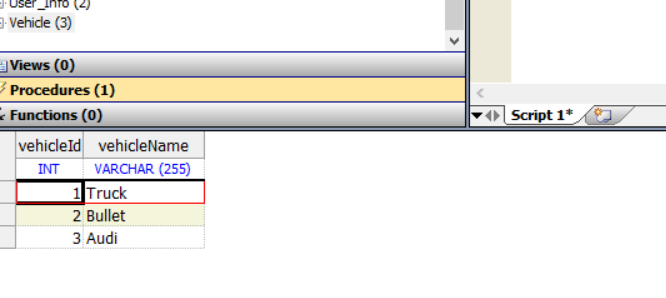 User_Info (2)
Vehicle (3)
Views (0)
Procedures (1)
Functions (0)
Script 1*
vehicleId vehicleName
INT VARCHAR (255)
1 Truck
2 Bullet
3 Audi